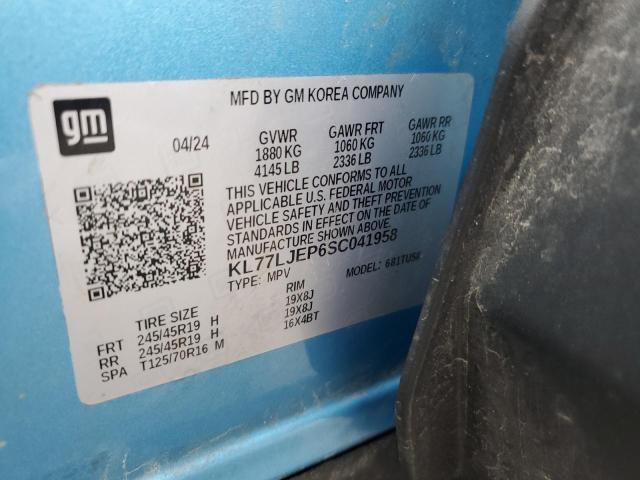 gm
MFD BY GM KOREA COMPANY
04/24 GVWR GAWR FRT GAWR RR
1880 KG 1060 KG 1060 KG
4145 LB 2336 LB 2336 LB
THIS VEHICLE CONFORMS TO ALL
APPLICABLE U.S. FEDERAL MOTOR
VEHICLE SAFETY AND THEFT PREVENTION
STANDARDS IN EFFECT ON THE DATE OF
MANUFACTURE SHOWN ABOVE.
KL77LJEP6SC041958
TYPE: MPV MODEL:
TIRE SIZE RIM
FRT 245/45R19 H 19X8J
RR 245/45R19 H 19X8J
SPA T125/70R16 M 16X4BT